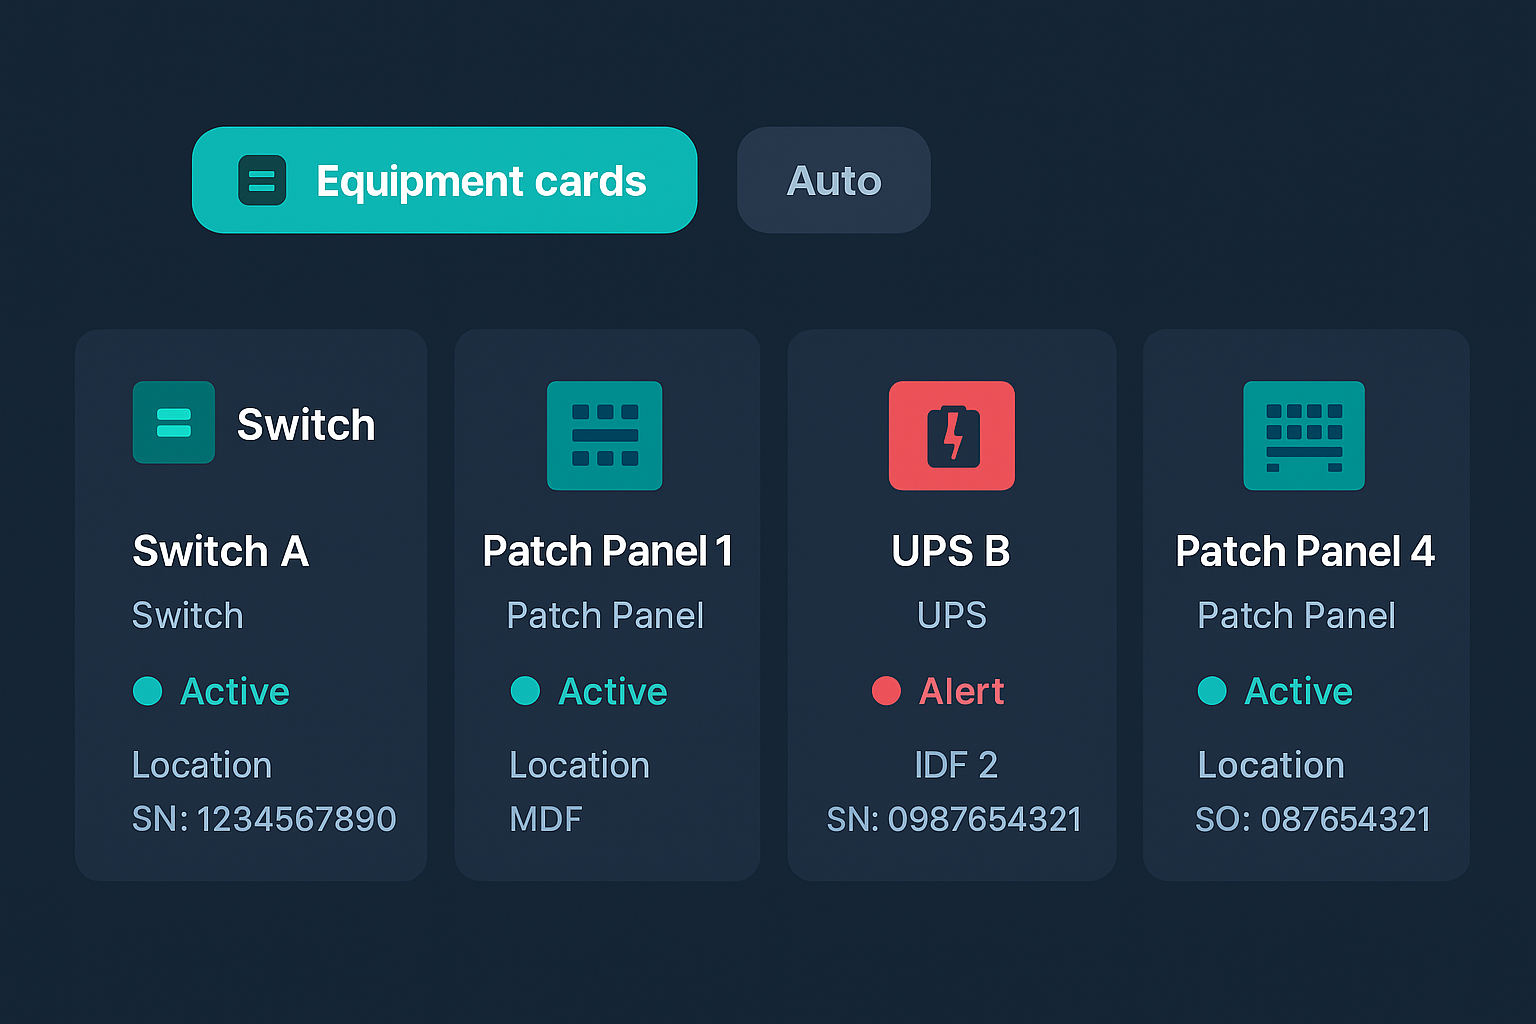 Equipment cards
Auto
Switch
Switch A
Switch
Active
Location
SN: 1234567890
Patch Panel 1
Patch Panel
Active
Location
MDF
UPS B
UPS
Alert
IDF 2
SN: 0987654321
Patch Panel 4
Patch Panel
Active
Location
SO: 087654321